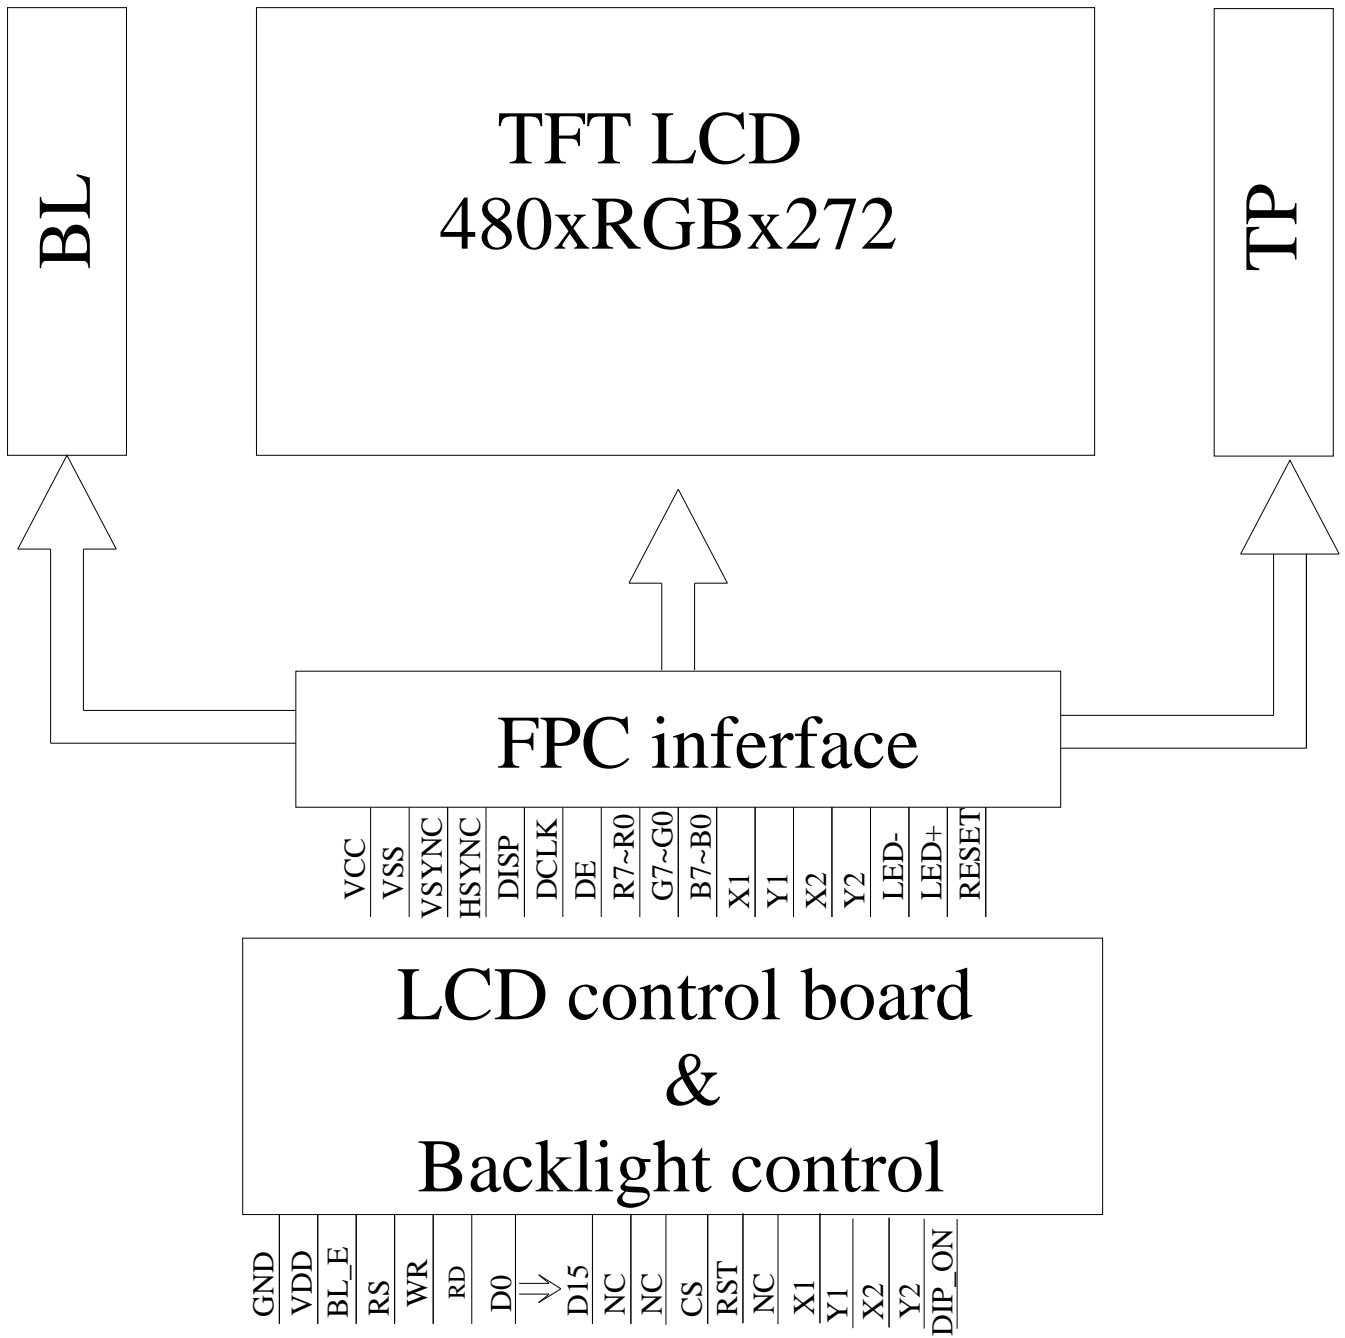 BL
TFT LCD
480xRGBx272
TP
FPC inferface
VCC
VSS
VSYNC
HSYNC
DISP
DCLK
DE
R7~R0
G7~G0
B7~B0
X1
Y1
X2
Y2
LED-
LED+
RESET
LCD control board
&
Backlight control
GND
VDD
BL_E
RS
WR
RD
D0
D15
NC
NC
CS
RST
NC
X1
Y1
X2
Y2
DIP_ON